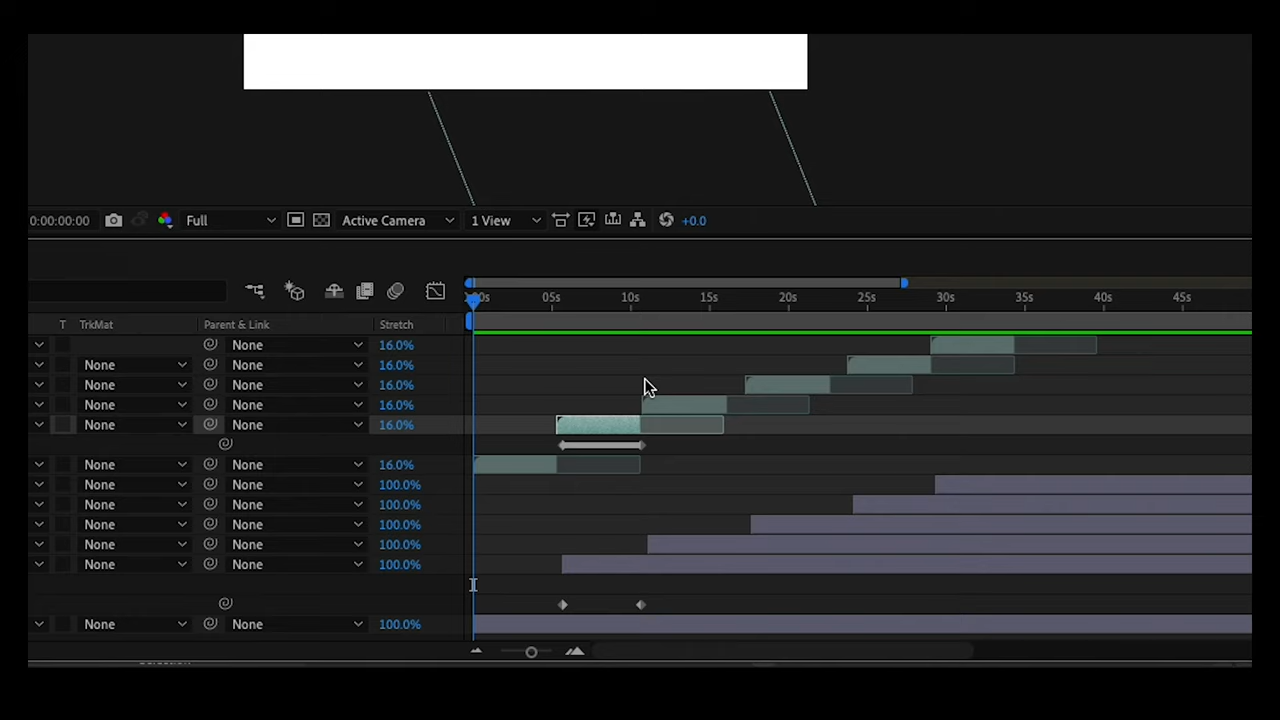 0:00:00:00 Full Active Camera 1 View +0.0
05s 10s 15s 20s 25s 30s 35s 40s 45s
T TrkMat Parent & Link Stretch
None 16.0%
None None 16.0%
None None 16.0%
None None 16.0%
None None 16.0%
None None 16.0%
None None 100.0%
None None 100.0%
None None 100.0%
None None 100.0%
None None 100.0%
None None 100.0%